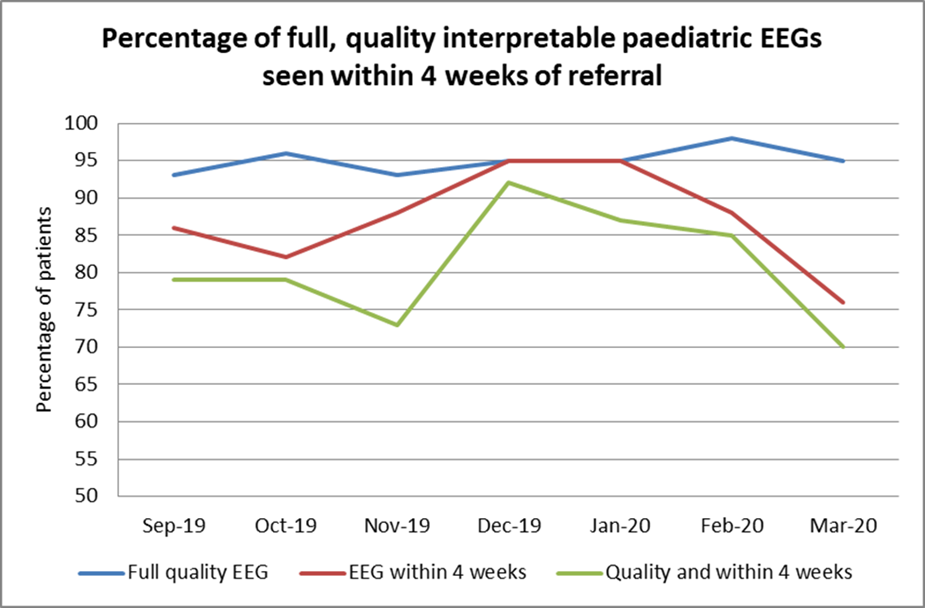 Percentage of full, quality interpretable paediatric EEGs
seen within 4 weeks of referral
Percentage of patients
100
95
90
85
80
75
70
65
60
55
50
Sep-19 Oct-19 Nov-19 Dec-19 Jan-20 Feb-20 Mar-20
Full quality EEG EEG within 4 weeks Quality and within 4 weeks